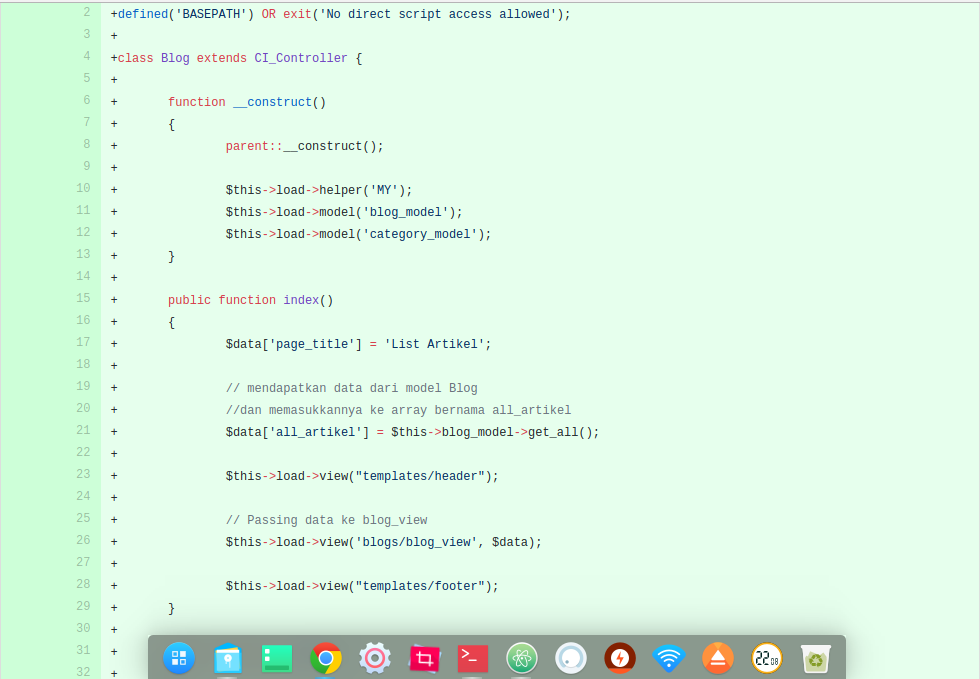 2 +defined('BASEPATH') OR exit('No direct script access allowed');
3 +
4 +class Blog extends CI_Controller {
5 +
6 + function __construct()
7 + {
8 + parent::__construct();
9 +
10 + $this->load->helper('MY');
11 + $this->load->model('blog_model');
12 + $this->load->model('category_model');
13 + }
14 +
15 + public function index()
16 + {
17 + $data['page_title'] = 'List Artikel';
18 +
19 + // mendapatkan data dari model Blog
20 + //dan memasukkannya ke array bernama all_artikel
21 + $data['all_artikel'] = $this->blog_model->get_all();
22 +
23 + $this->load->view("templates/header");
24 +
25 + // Passing data ke blog_view
26 + $this->load->view('blogs/blog_view', $data);
27 +
28 + $this->load->view("templates/footer");
29 + }
30 +
31 +
32 +
>_ 22 08